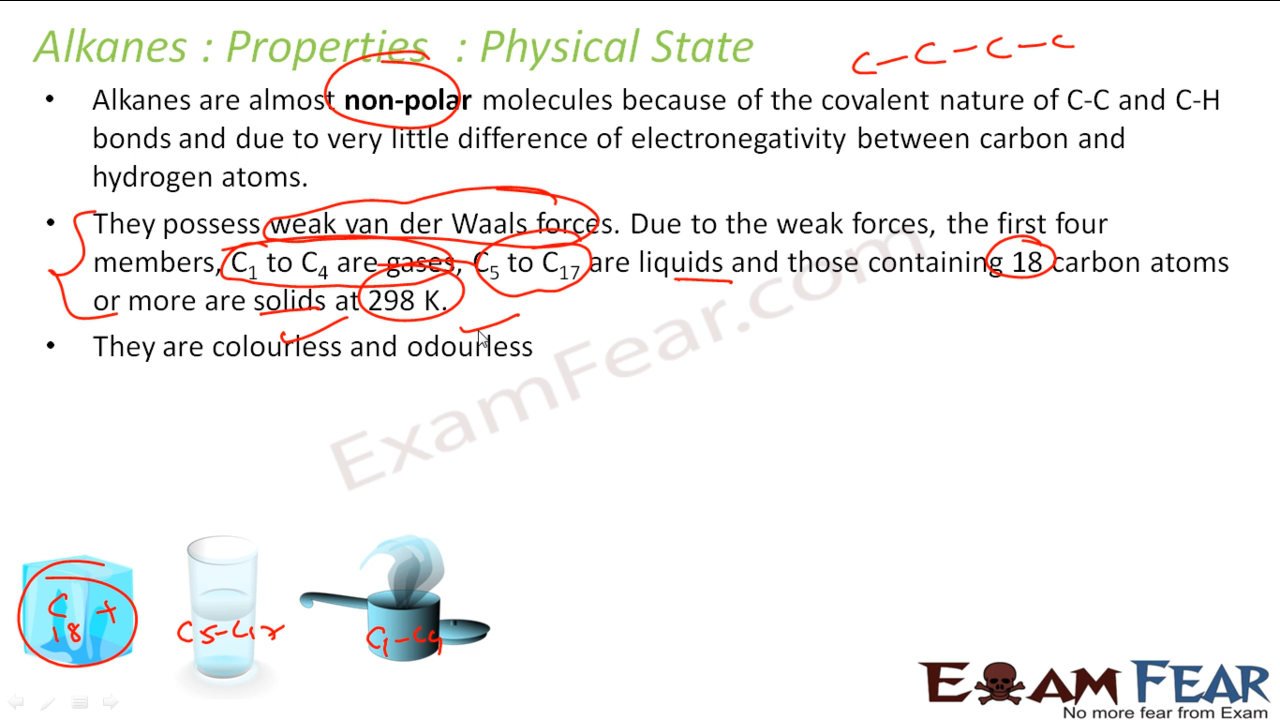 Alkanes : Properties : Physical State
C-C-C-C
• Alkanes are almost non-polar molecules because of the covalent nature of C-C and C-H
bonds and due to very little difference of electronegativity between carbon and
hydrogen atoms.
• They possess weak van der Waals forces. Due to the weak forces, the first four
members, C₁ to C₄ are gases, C₅ to C₁₇ are liquids and those containing 18 carbon atoms
or more are solids at 298 K.
• They are colourless and odourless
ExamFear.com
C18+
C5-C17
C1-C4
EXAM FEAR
No more fear from Exam